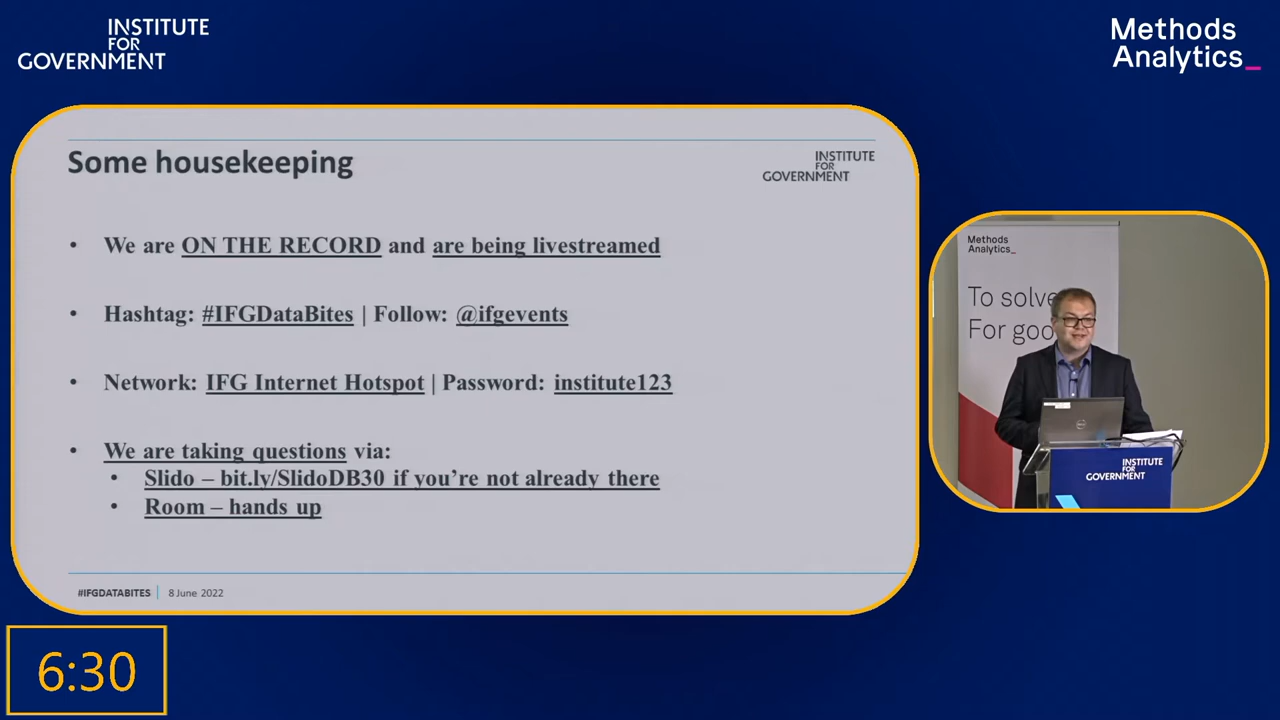 INSTITUTE
FOR
GOVERNMENT
Methods
Analytics_
Some housekeeping
INSTITUTE
FOR
GOVERNMENT
• We are ON THE RECORD and are being livestreamed
• Hashtag: #IFGDataBites | Follow: @ifgevents
• Network: IFG Internet Hotspot | Password: institute123
• We are taking questions via:
• Slido – bit.ly/SlidoDB30 if you’re not already there
• Room – hands up
#IFGDATABITES | 8 June 2022
Methods
Analytics_
To solve
For goo
INSTITUTE
FOR
GOVERNMENT
6:30